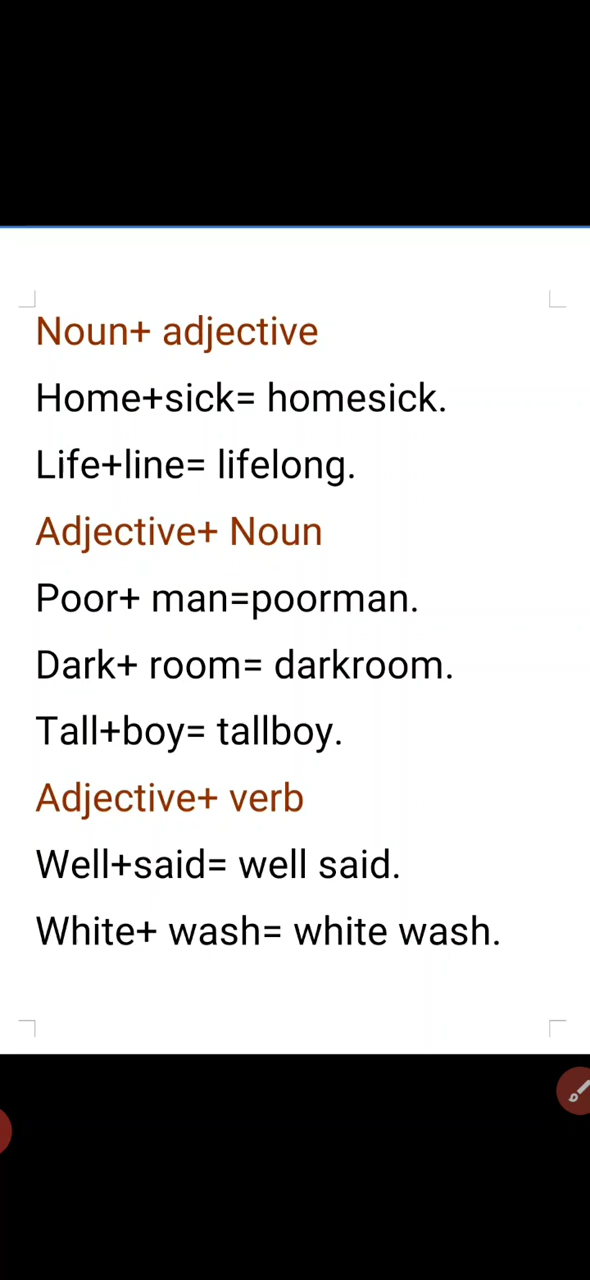 Noun+ adjective
Home+sick= homesick.
Life+line= lifelong.
Adjective+ Noun
Poor+ man=poorman.
Dark+ room= darkroom.
Tall+boy= tallboy.
Adjective+ verb
Well+said= well said.
White+ wash= white wash.